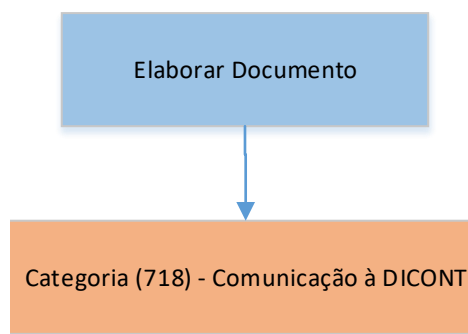 Elaborar Documento
Categoria (718) - Comunicação à DICONT